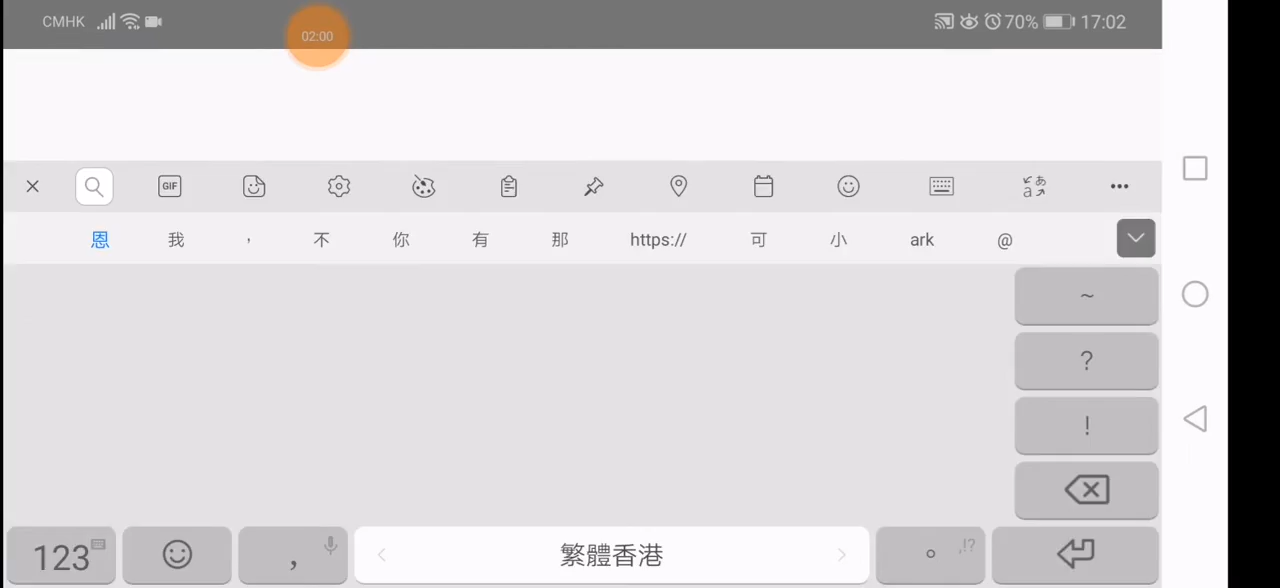 CMHK 02:00 70% 17:02
GIF あ a
恩 我 , 不 你 有 那 https:// 可 小 ark @
~
?
!
123 , 繁體香港 。 ,!?